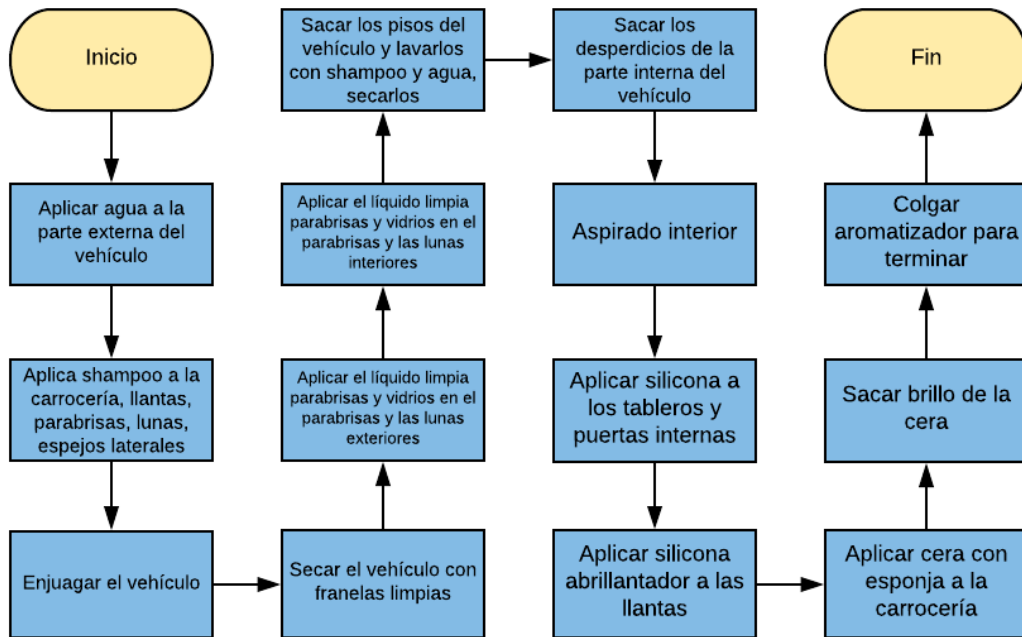 Inicio
Aplicar agua a la
parte externa del
vehículo
Aplica shampoo a la
carrocería, llantas,
parabrisas, lunas,
espejos laterales
Enjuagar el vehículo
Secar el vehículo con
franelas limpias
Aplicar el líquido limpia
parabrisas y vidrios en el
parabrisas y las lunas
exteriores
Aplicar el líquido limpia
parabrisas y vidrios en el
parabrisas y las lunas
interiores
Sacar los pisos del
vehículo y lavarlos
con shampoo y agua,
secarlos
Sacar los
desperdicios de la
parte interna del
vehículo
Aspirado interior
Aplicar silicona a
los tableros y
puertas internas
Aplicar silicona
abrillantador a las
llantas
Aplicar cera con
esponja a la
carrocería
Sacar brillo de la
cera
Colgar
aromatizador para
terminar
Fin